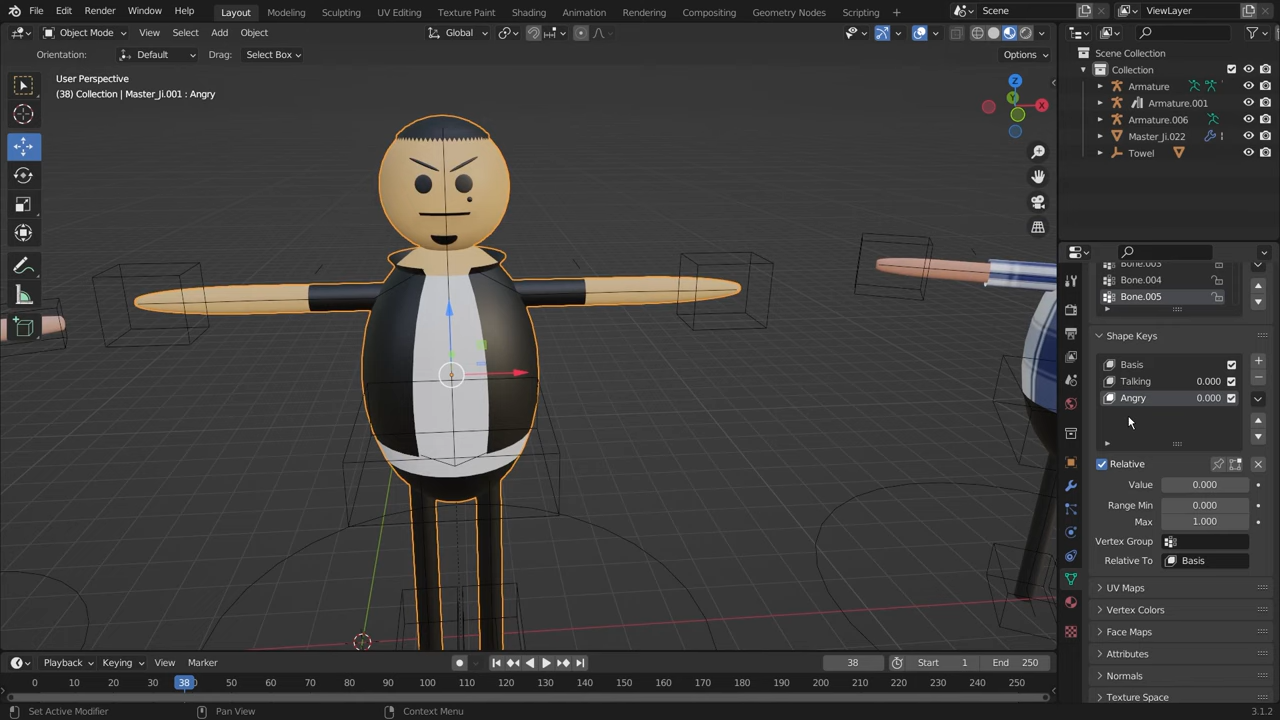 File Edit Render Window Help Layout Modeling Sculpting UV Editing Texture Paint Shading Animation Rendering Compositing Geometry Nodes Scripting Scene ViewLayer
Object Mode View Select Add Object Global
Orientation: Default Drag: Select Box Options
User Perspective
(38) Collection | Master_Ji.001 : Angry
Z
Y
X
Scene Collection
Collection
Armature
Armature.001
Armature.006
Master_Ji.022
Towel
Bone.003
Bone.004
Bone.005
Shape Keys
Basis
Talking 0.000
Angry 0.000
Relative
Value 0.000
Range Min 0.000
Max 1.000
Vertex Group
Relative To Basis
UV Maps
Vertex Colors
Face Maps
Attributes
Normals
Texture Space
Playback Keying View Marker 38 Start 1 End 250
0 10 20 30 38 50 60 70 80 90 100 110 120 130 140 150 160 170 180 190 200 210 220 230 240 250
Set Active Modifier Pan View Context Menu 3.1.2